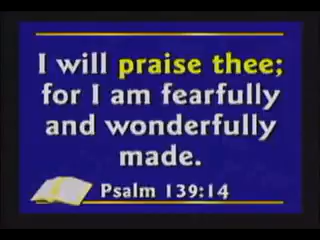 I will praise thee;
for I am fearfully
and wonderfully
made.
Psalm 139:14